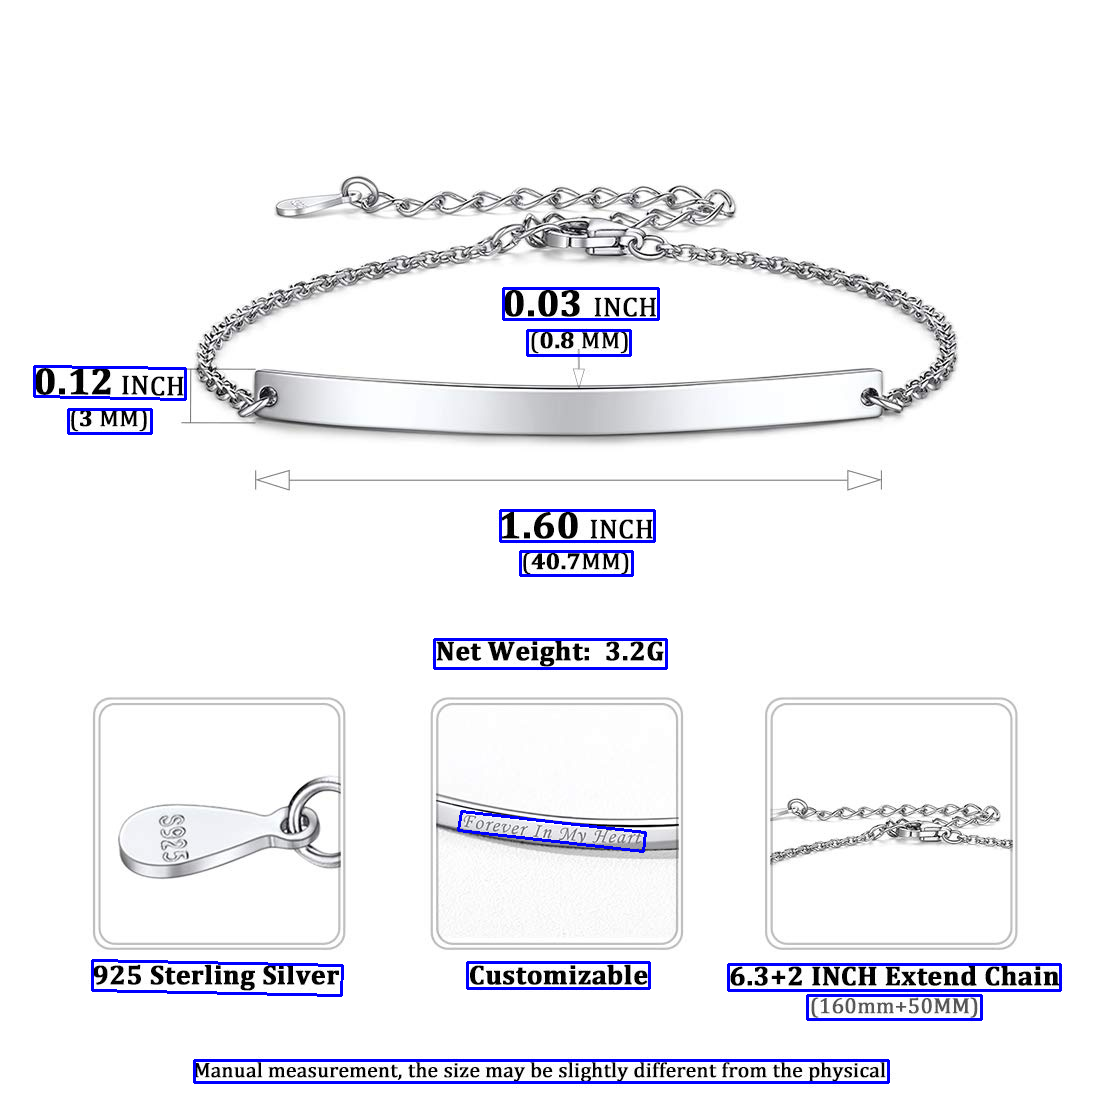 0.03 INCH
(0.8 MM)
0.12 INCH
(3 MM)
1.60 INCH
(40.7MM)
Net Weight: 3.2G
S925
Forever In My Heart
925 Sterling Silver
Customizable
6.3+2 INCH Extend Chain
(160mm+50MM)
Manual measurement, the size may be slightly different from the physical